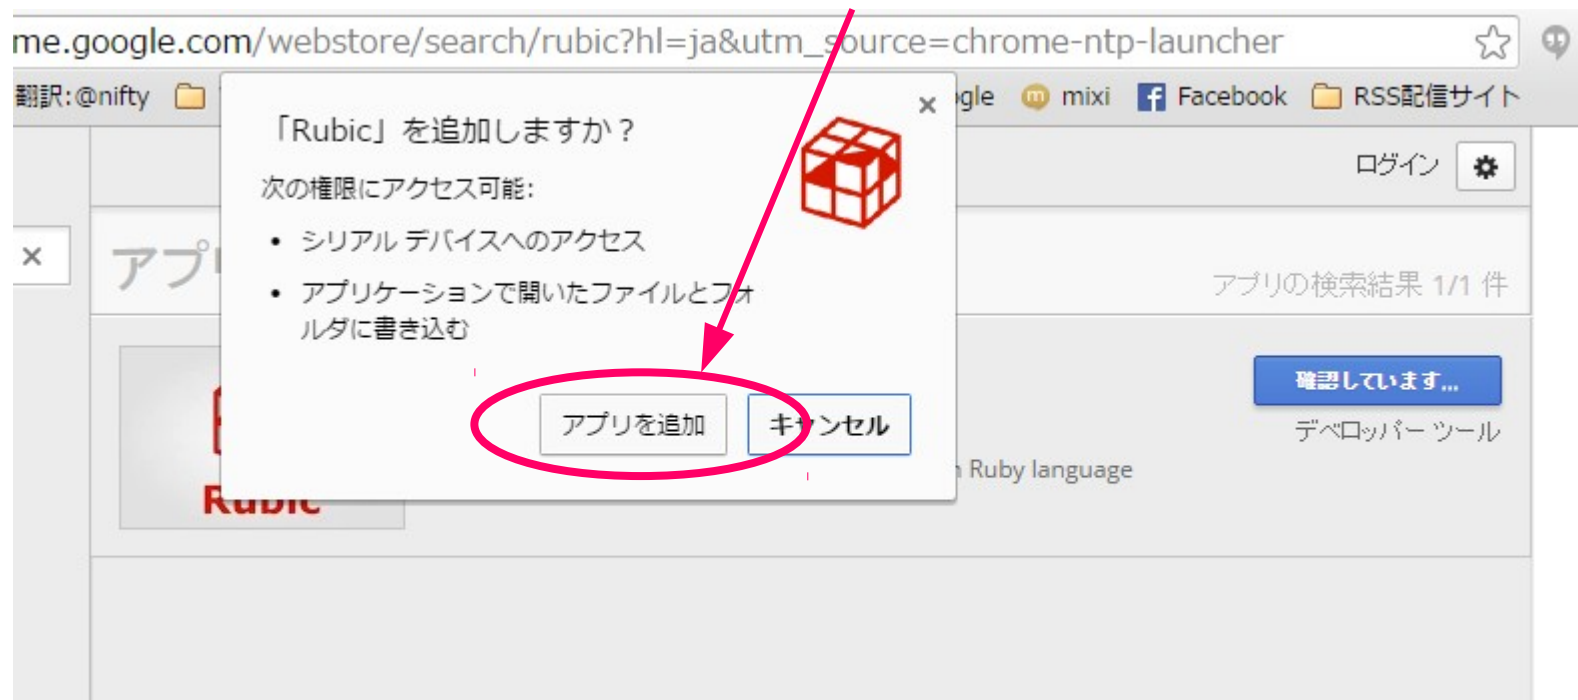 me.google.com/webstore/search/rubic?hl=ja&utm_source=chrome-ntp-launcher
翻訳:@nifty
mixi
Facebook
RSS配信サイト
「Rubic」を追加しますか？
次の権限にアクセス可能:
• シリアル デバイスへのアクセス
• アプリケーションで開いたファイルとフォ
ルダに書き込む
アプリを追加
キャンセル
ログイン
アプリの検索結果 1/1 件
確認しています...
デベロッパー ツール
Ruby language
Rubic